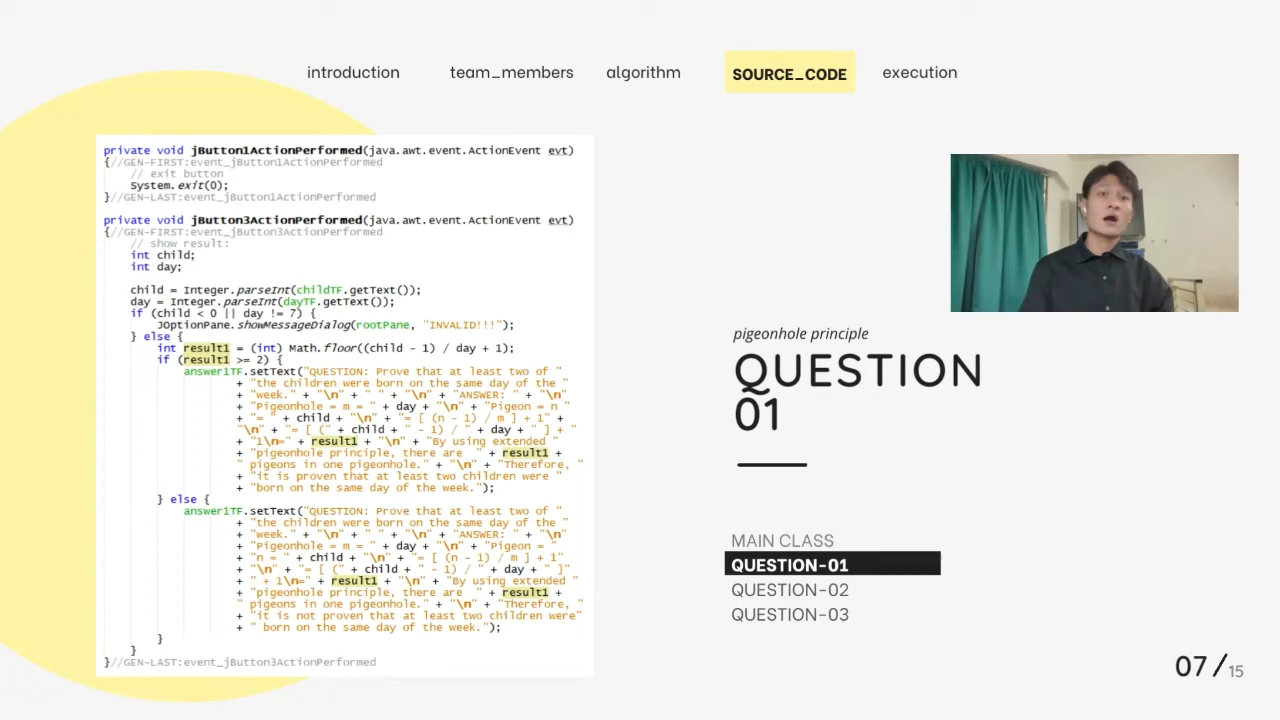 introduction
team_members
algorithm
SOURCE_CODE
execution
private void jButton1ActionPerformed(java.awt.event.ActionEvent evt)
{//GEN-FIRST:event_jButton1ActionPerformed
// exit button
System.exit(0);
}//GEN-LAST:event_jButton1ActionPerformed
private void jButton3ActionPerformed(java.awt.event.ActionEvent evt)
{//GEN-FIRST:event_jButton3ActionPerformed
// show result:
int child;
int day;
child = Integer.parseInt(childTF.getText());
day = Integer.parseInt(dayTF.getText());
if (child < 0 || day != 7) {
JOptionPane.showMessageDialog(rootPane, "INVALID!!!");
} else {
int result1 = (int) Math.floor((child - 1) / day + 1);
if (result1 >= 2) {
answer1TF.setText("QUESTION: Prove that at least two of "
+ "the children were born on the same day of the "
+ "week." + "\n" + " " + "\n" + "ANSWER: " + "\n"
+ "Pigeonhole = m = " + day + "\n" + "Pigeon = n "
+ "= " + child + "\n" + "= [ (n - 1) / m ] + 1" +
"\n" + "= [ (" + child + " - 1) / " + day + " ] + "
+ "1\n=" + result1 + "\n" + "By using extended "
+ "pigeonhole principle, there are  " + result1 +
" pigeons in one pigeonhole." + "\n" + "Therefore, "
+ "it is proven that at least two children were "
+ "born on the same day of the week.");
} else {
answer1TF.setText("QUESTION: Prove that at least two of "
+ "the children were born on the same day of the "
+ "week." + "\n" + " " + "\n" + "ANSWER: " + "\n"
+ "Pigeonhole = m = " + day + "\n" + "Pigeon = "
+ "n = " + child + "\n" + "= [ (n - 1) / m ] + 1"
+ "\n" + "= [ (" + child + " - 1) / " + day + " ]"
+ " + 1\n=" + result1 + "\n" + "By using extended "
+ "pigeonhole principle, there are  " + result1 +
" pigeons in one pigeonhole." + "\n" + "Therefore, "
+ "it is not proven that at least two children were"
+ " born on the same day of the week.");
}
}
}//GEN-LAST:event_jButton3ActionPerformed
pigeonhole principle
QUESTION
01
MAIN CLASS
QUESTION-01
QUESTION-02
QUESTION-03
07 / 15